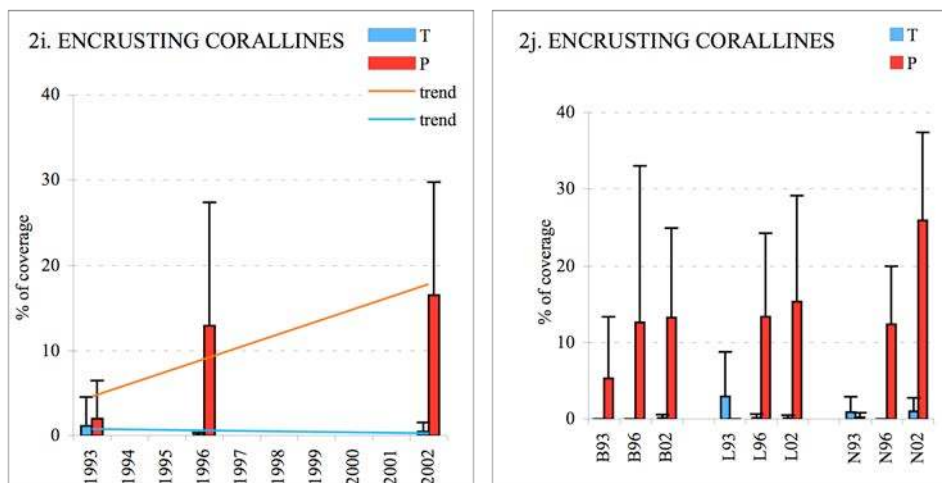 2i. ENCRUSTING CORALLINES
T
P
trend
trend
% of coverage
40
30
20
10
0
1993
1994
1995
1996
1997
1998
1999
2000
2001
2002
2j. ENCRUSTING CORALLINES
T
P
% of coverage
40
30
20
10
0
B93
B96
B02
L93
L96
L02
N93
N96
N02